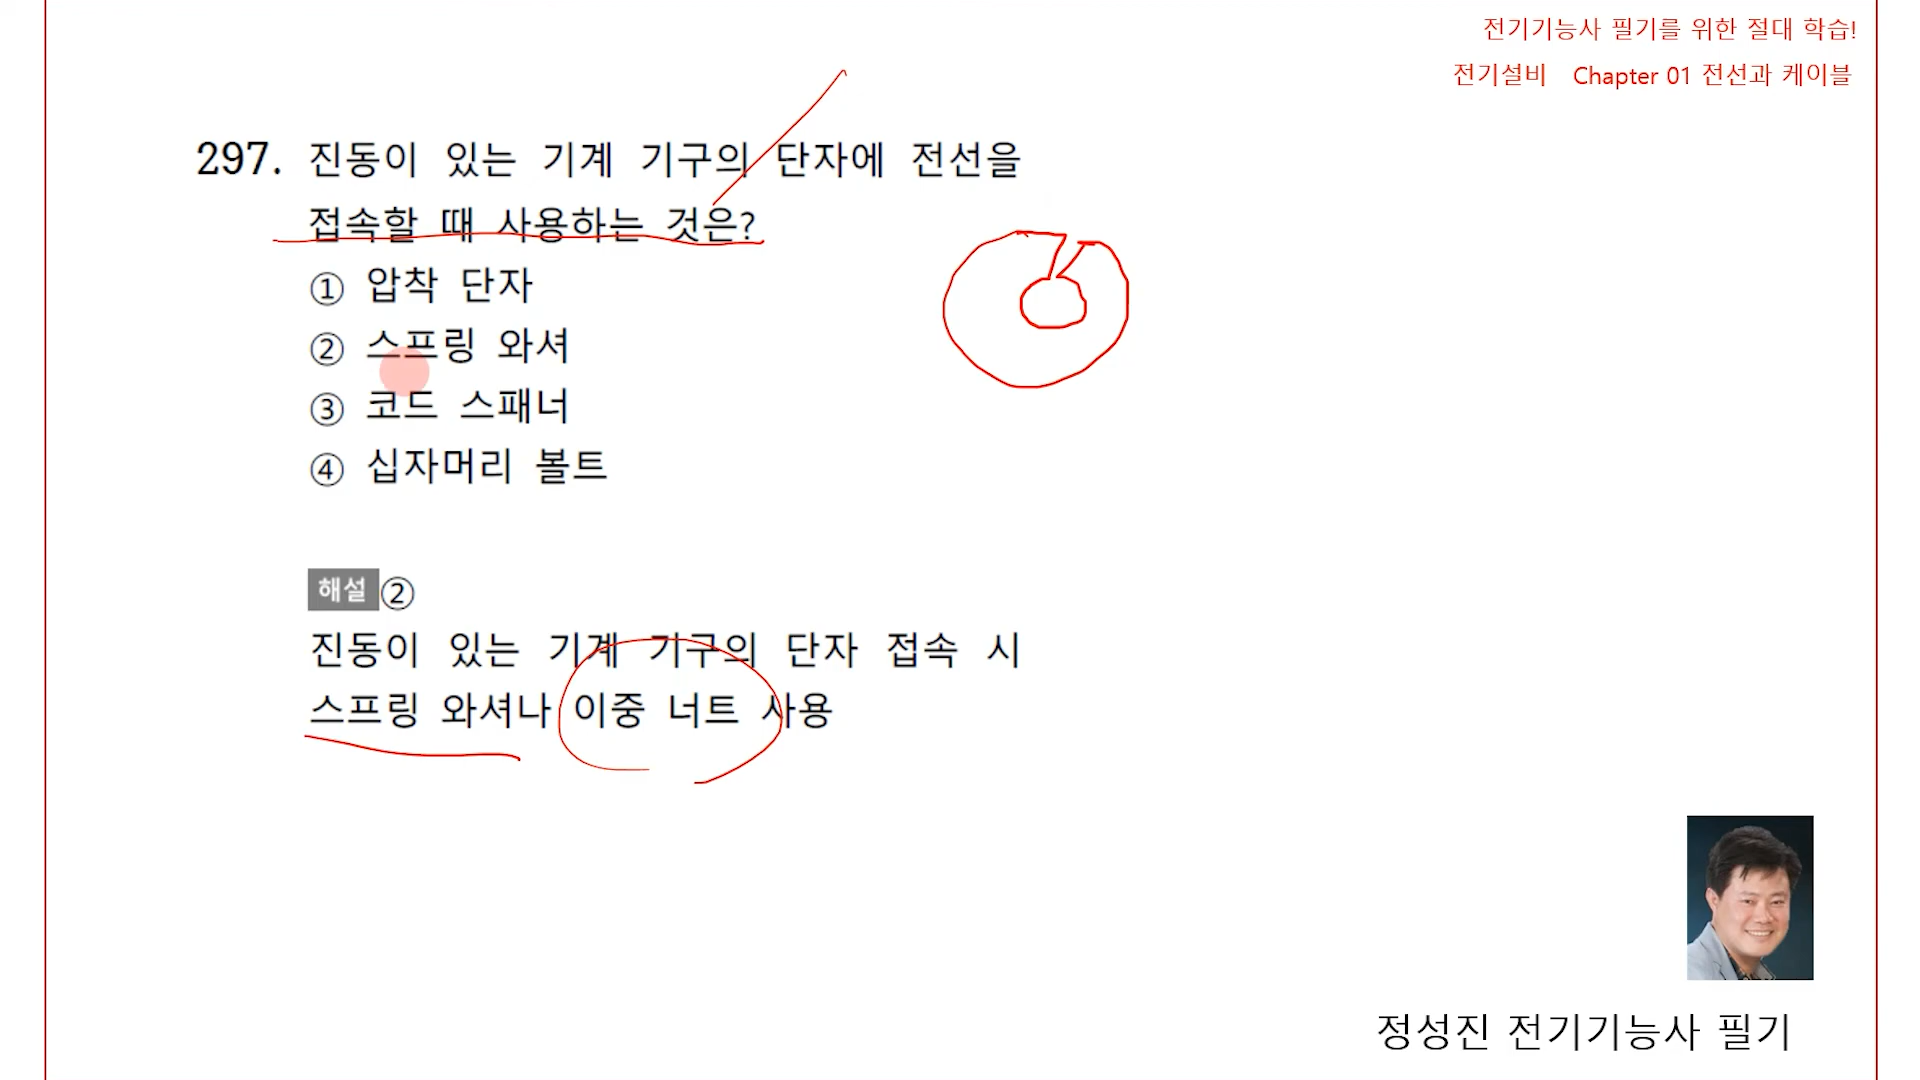 전기기능사 필기를 위한 절대 학습!
전기설비 Chapter 01 전선과 케이블
297. 진동이 있는 기계 기구의 단자에 전선을
접속할 때 사용하는 것은?
① 압착 단자
② 스프링 와셔
③ 코드 스패너
④ 십자머리 볼트
해설 ②
진동이 있는 기계 기구의 단자 접속 시
스프링 와셔나 이중 너트 사용
정성진 전기기능사 필기